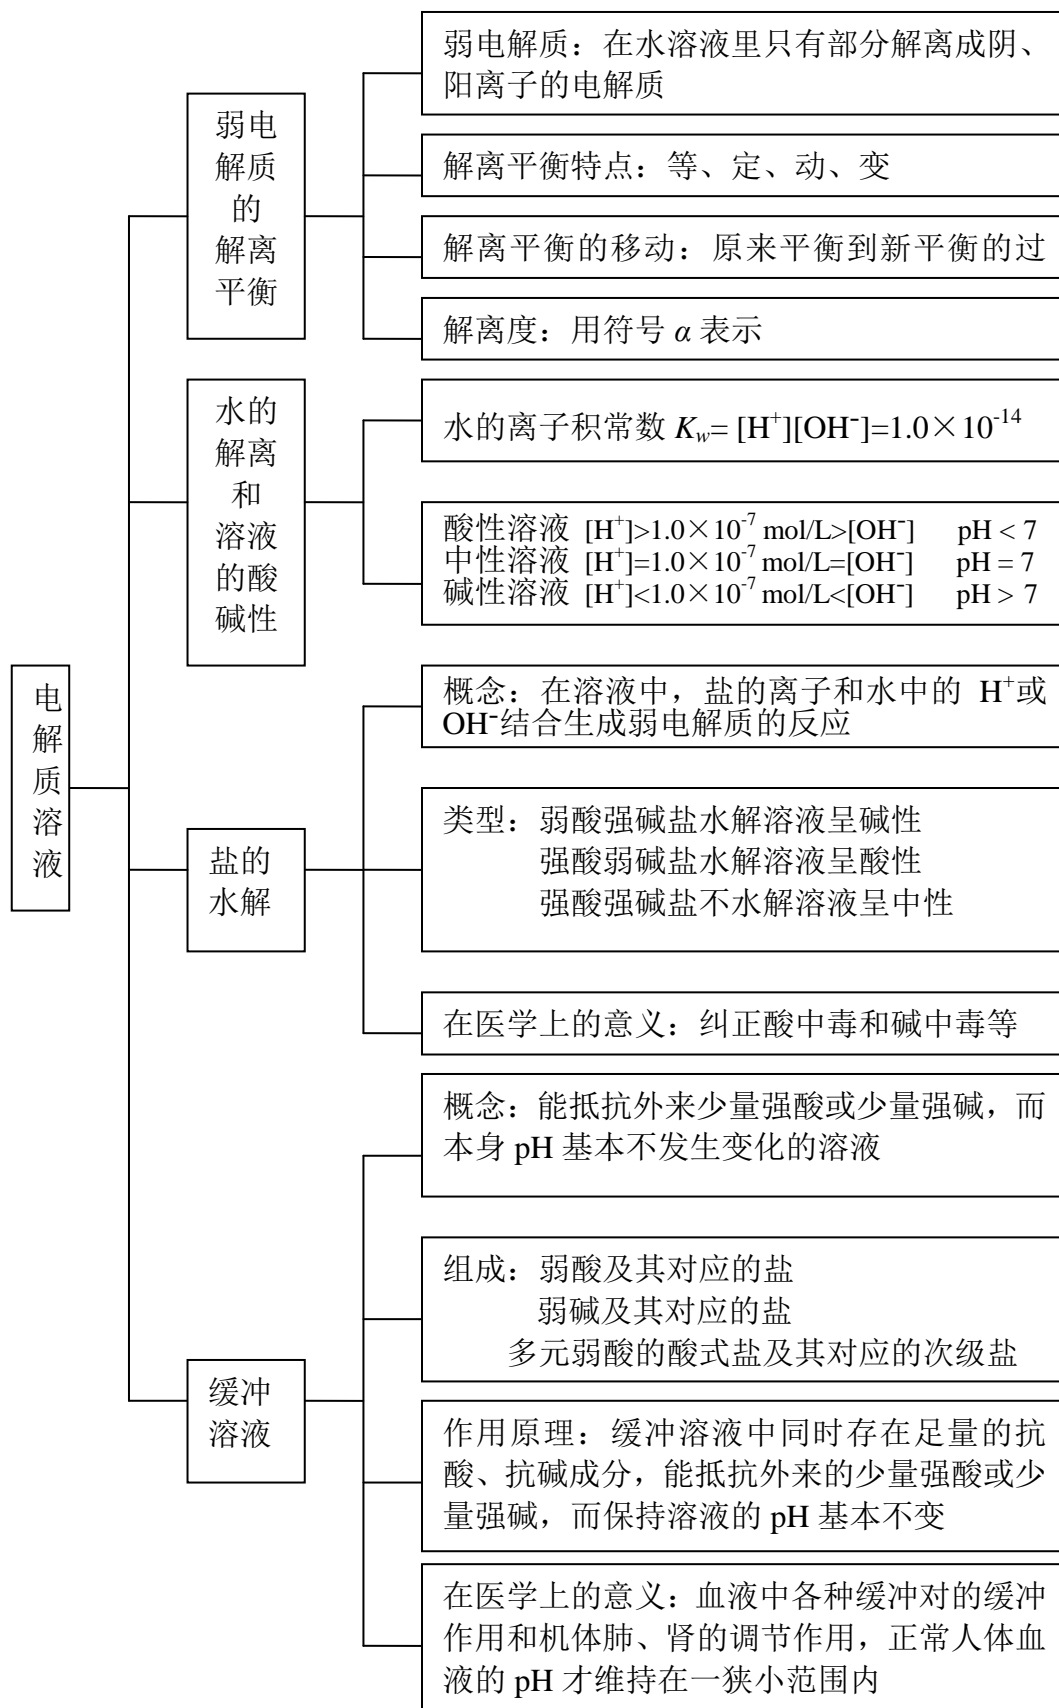 电解质溶液
弱电
解质
的
解离
平衡
弱电解质：在水溶液里只有部分解离成阴、
阳离子的电解质
解离平衡特点：等、定、动、变
解离平衡的移动：原来平衡到新平衡的过
解离度：用符号 α 表示
水的
解离
和
溶液
的酸
碱性
水的离子积常数 Kw= [H⁺][OH⁻]=1.0×10⁻¹⁴
酸性溶液 [H⁺]>1.0×10⁻⁷ mol/L>[OH⁻] pH < 7
中性溶液 [H⁺]=1.0×10⁻⁷ mol/L=[OH⁻] pH = 7
碱性溶液 [H⁺]<1.0×10⁻⁷ mol/L<[OH⁻] pH > 7
盐的
水解
概念：在溶液中，盐的离子和水中的 H⁺或
OH⁻结合生成弱电解质的反应
类型：弱酸强碱盐水解溶液呈碱性
强酸弱碱盐水解溶液呈酸性
强酸强碱盐不水解溶液呈中性
在医学上的意义：纠正酸中毒和碱中毒等
缓冲
溶液
概念：能抵抗外来少量强酸或少量强碱，而
本身 pH 基本不发生变化的溶液
组成：弱酸及其对应的盐
弱碱及其对应的盐
多元弱酸的酸式盐及其对应的次级盐
作用原理：缓冲溶液中同时存在足量的抗
酸、抗碱成分，能抵抗外来的少量强酸或少
量强碱，而保持溶液的 pH 基本不变
在医学上的意义：血液中各种缓冲对的缓冲
作用和机体肺、肾的调节作用，正常人体血
液的 pH 才维持在一狭小范围内